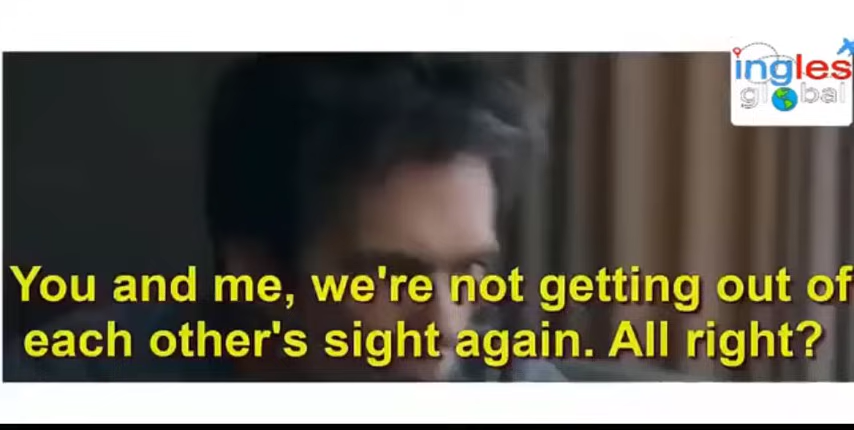 ingles
global
You and me, we're not getting out of
each other's sight again. All right?